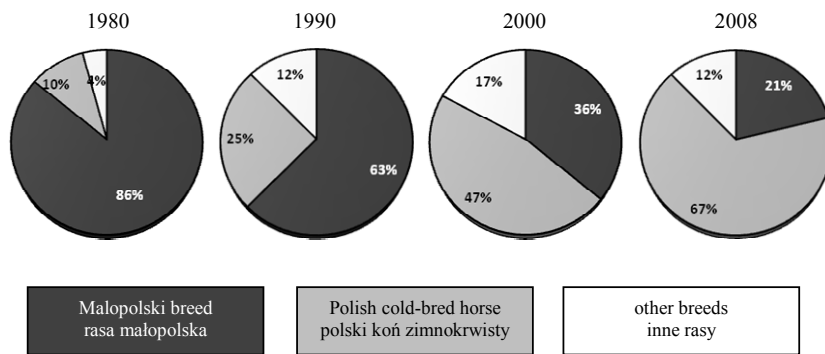 1980 1990 2000 2008
10% 4% 86%
12% 25% 63%
17% 36% 47%
12% 21% 67%
Malopolski breed
rasa małopolska
Polish cold-bred horse
polski koń zimnokrwisty
other breeds
inne rasy